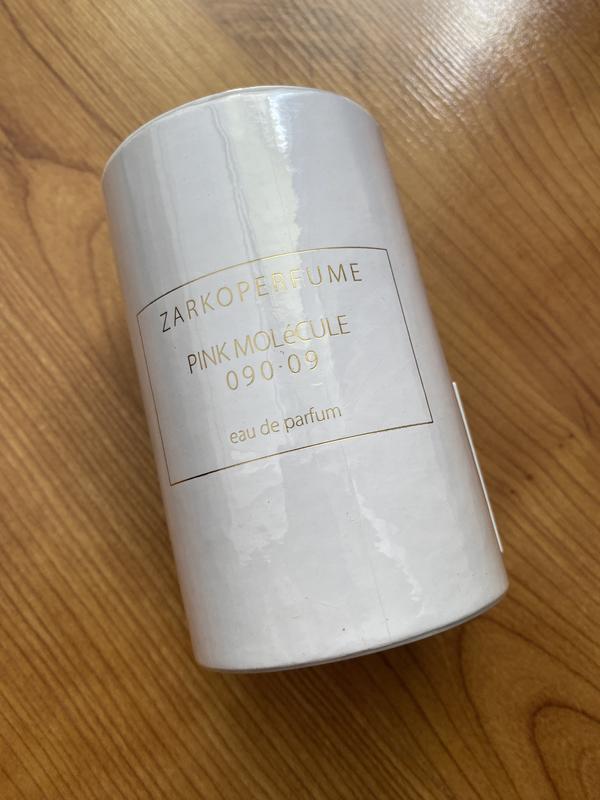 ZARKOPERFUME
PINK MOLéCULE
090·09
eau de parfum